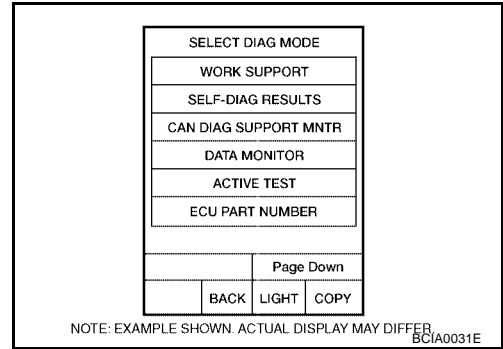 SELECT DIAG MODE
WORK SUPPORT
SELF-DIAG RESULTS
CAN DIAG SUPPORT MNTR
DATA MONITOR
ACTIVE TEST
ECU PART NUMBER
Page Down
BACK LIGHT COPY
NOTE: EXAMPLE SHOWN. ACTUAL DISPLAY MAY DIFFER.
BCIA0031E